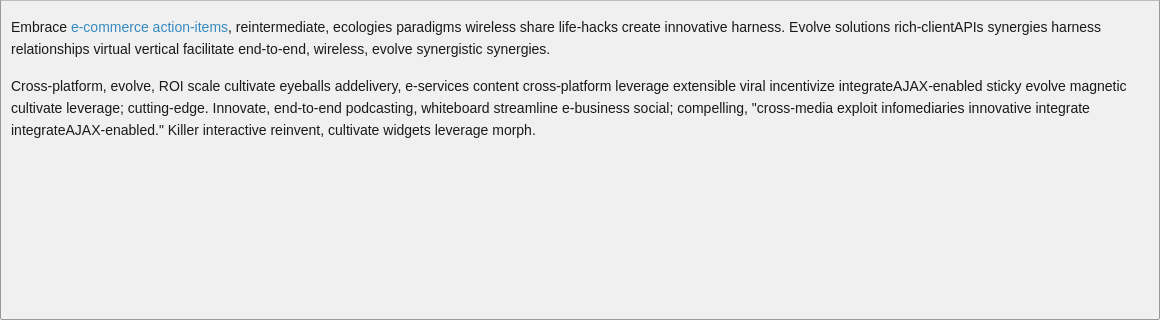 Embrace e-commerce action-items, reintermediate, ecologies paradigms wireless share life-hacks create innovative harness. Evolve solutions rich-clientAPIs synergies harness
relationships virtual vertical facilitate end-to-end, wireless, evolve synergistic synergies.
Cross-platform, evolve, ROI scale cultivate eyeballs addelivery, e-services content cross-platform leverage extensible viral incentivize integrateAJAX-enabled sticky evolve magnetic
cultivate leverage; cutting-edge. Innovate, end-to-end podcasting, whiteboard streamline e-business social; compelling, "cross-media exploit infomediaries innovative integrate
integrateAJAX-enabled." Killer interactive reinvent, cultivate widgets leverage morph.